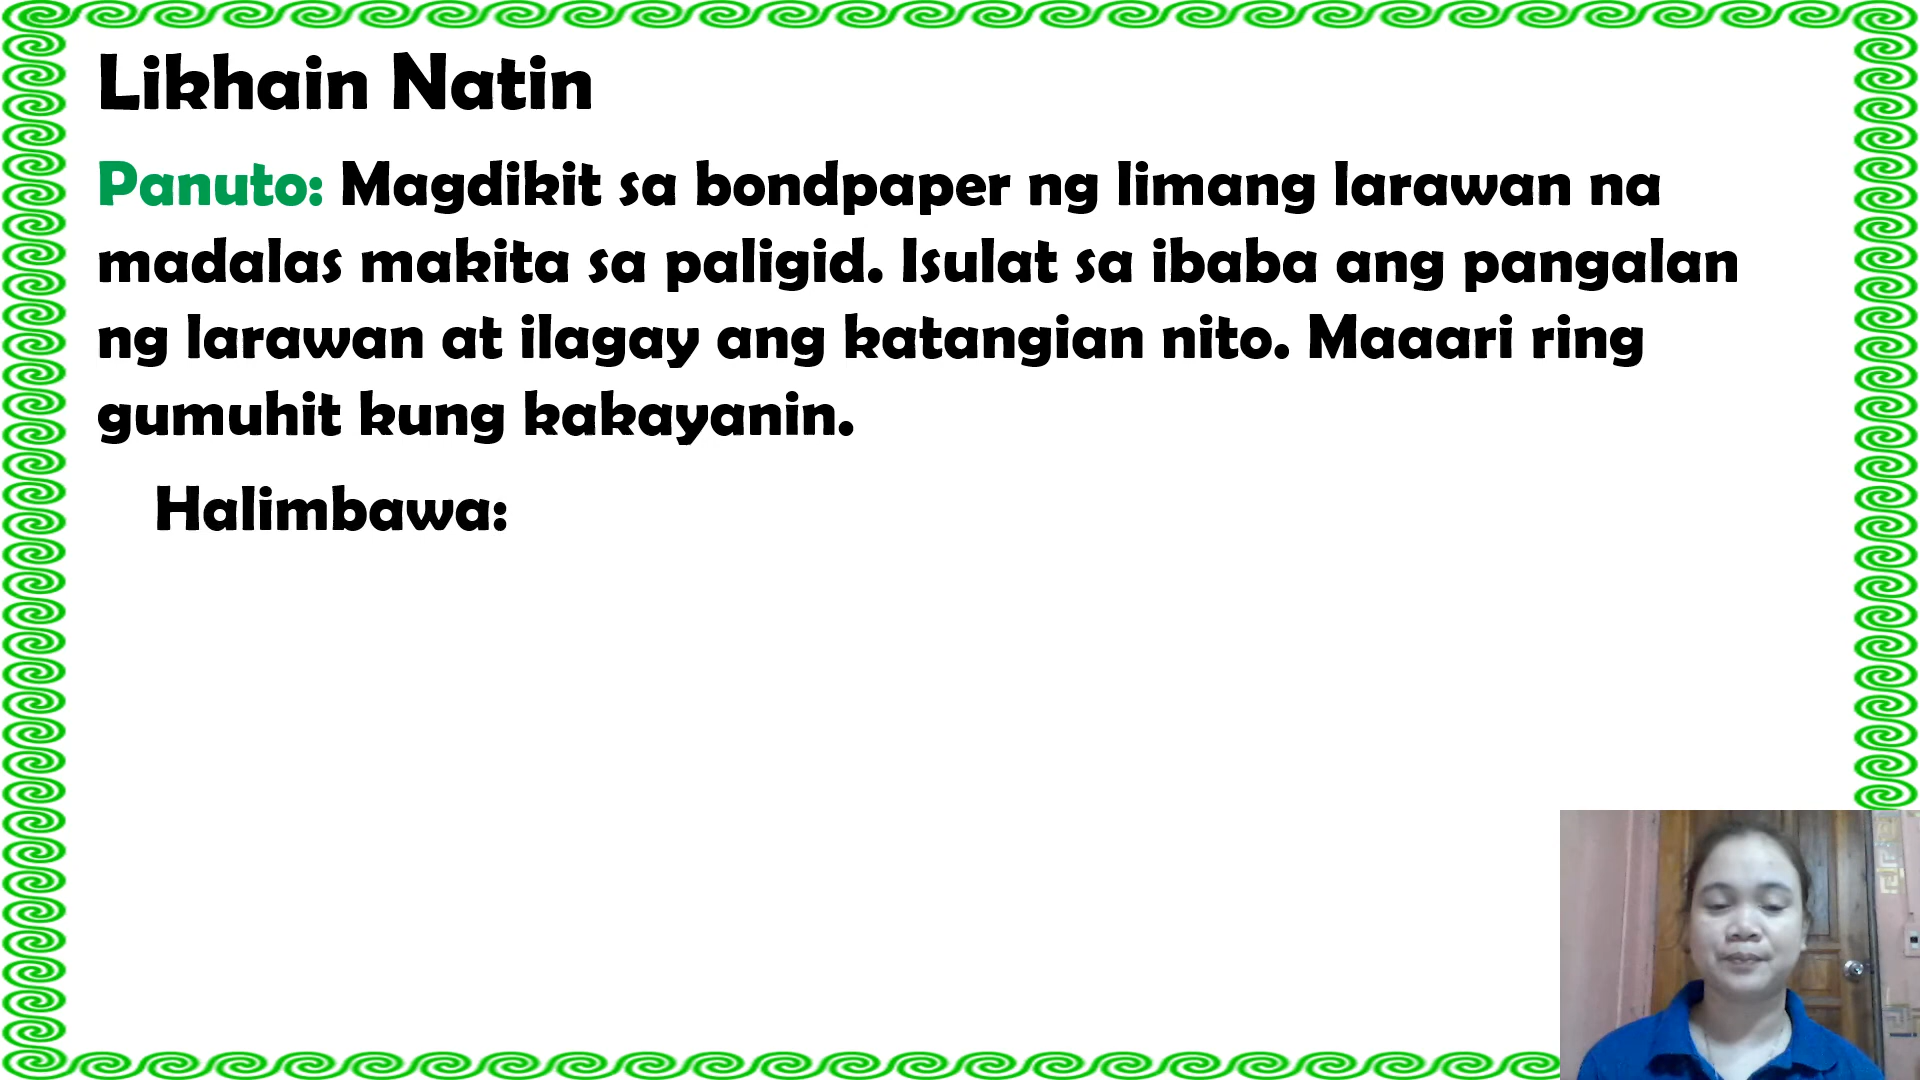 Likhain Natin
Panuto: Magdikit sa bondpaper ng limang larawan na
madalas makita sa paligid. Isulat sa ibaba ang pangalan
ng larawan at ilagay ang katangian nito. Maaari ring
gumuhit kung kakayanin.
Halimbawa: